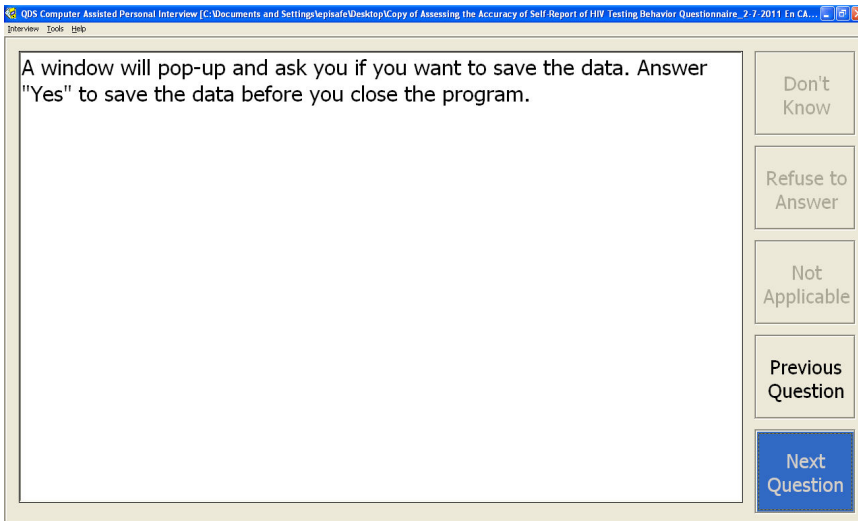 QDS Computer Assisted Personal Interview [C:\Documents and Settings\episafe\Desktop\Copy of Assessing the Accuracy of Self-Report of HIV Testing Behavior Questionnaire_2-7-2011 En CA...
Interview Tools Help
A window will pop-up and ask you if you want to save the data. Answer
"Yes" to save the data before you close the program.
Don't
Know
Refuse to
Answer
Not
Applicable
Previous
Question
Next
Question